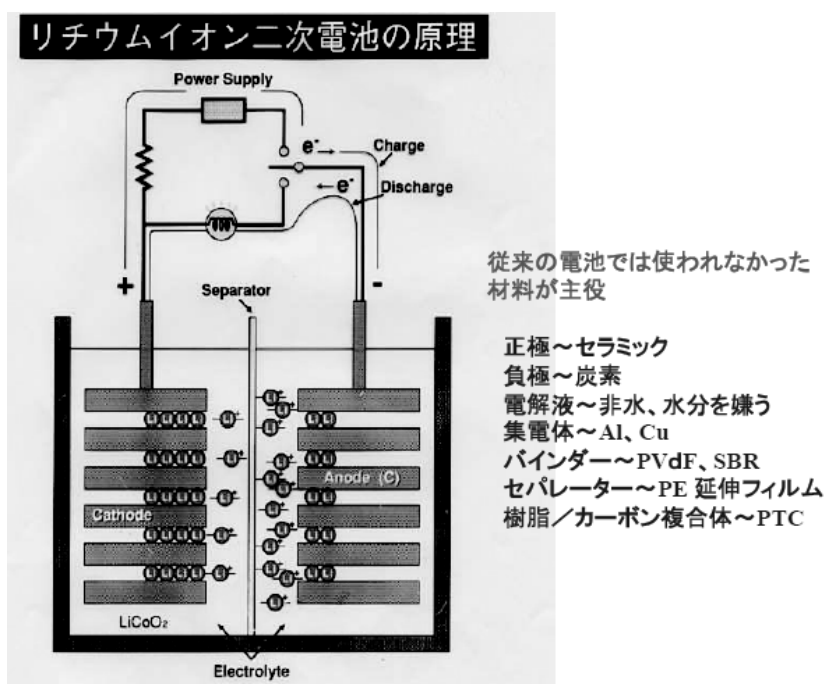 リチウムイオン二次電池の原理
Power Supply
e⁻
Charge
e⁻
Discharge
+
-
Separator
従来の電池では使われなかった
材料が主役
正極～セラミック
負極～炭素
電解液～非水、水分を嫌う
集電体～Al、Cu
バインダー～PVdF、SBR
セパレーター～PE 延伸フィルム
樹脂／カーボン複合体～PTC
Anode (C)
Cathode
LiCoO₂
Electrolyte